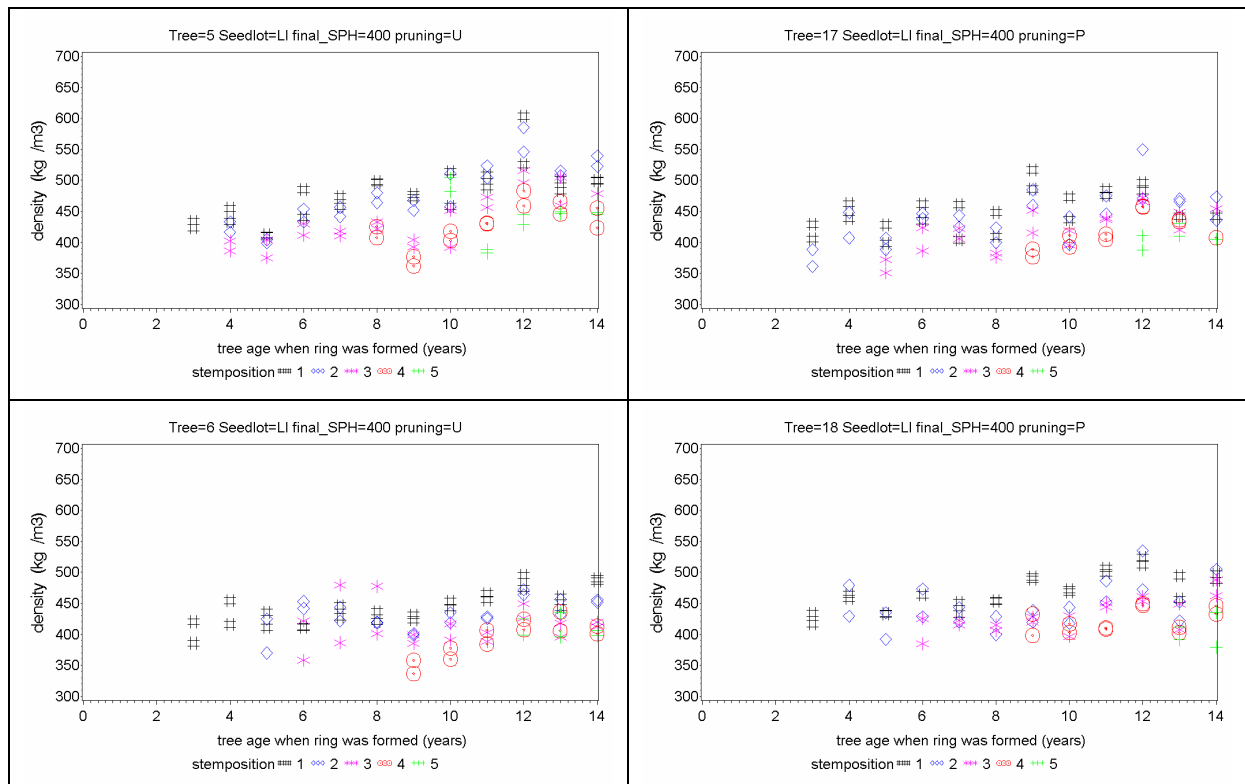 Tree=5 Seedlot=LI final_SPH=400 pruning=U
700
650
600
550
500
450
400
350
300
density (kg /m3)
0 2 4 6 8 10 12 14
tree age when ring was formed (years)
stemposition 1 2 3 4 5
Tree=17 Seedlot=LI final_SPH=400 pruning=P
700
650
600
550
500
450
400
350
300
density (kg /m3)
0 2 4 6 8 10 12 14
tree age when ring was formed (years)
stemposition 1 2 3 4 5
Tree=6 Seedlot=LI final_SPH=400 pruning=U
700
650
600
550
500
450
400
350
300
density (kg /m3)
0 2 4 6 8 10 12 14
tree age when ring was formed (years)
stemposition 1 2 3 4 5
Tree=18 Seedlot=LI final_SPH=400 pruning=P
700
650
600
550
500
450
400
350
300
density (kg /m3)
0 2 4 6 8 10 12 14
tree age when ring was formed (years)
stemposition 1 2 3 4 5